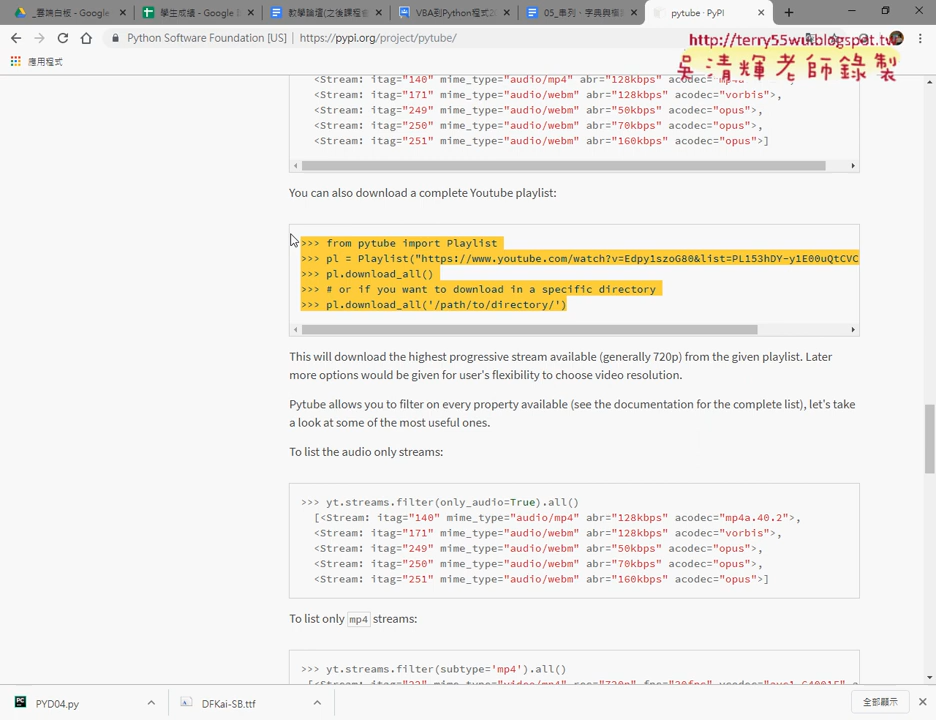 _雲端白板 - Google
學生成績 - Google
教學論壇(之後課程會
VBA到Python程式20
05_串列、字典與檔
pytube · PyPI
Python Software Foundation [US] | https://pypi.org/project/pytube/
http://terry55wu.blogspot.tw
應用程式
吳清輝老師錄製
<Stream: itag="140" mime_type="audio/mp4" abr="128kbps" acodec="mp4a
<Stream: itag="171" mime_type="audio/webm" abr="128kbps" acodec="vorbis">,
<Stream: itag="249" mime_type="audio/webm" abr="50kbps" acodec="opus">,
<Stream: itag="250" mime_type="audio/webm" abr="70kbps" acodec="opus">,
<Stream: itag="251" mime_type="audio/webm" abr="160kbps" acodec="opus">]
You can also download a complete Youtube playlist:
>>> from pytube import Playlist
>>> pl = Playlist("https://www.youtube.com/watch?v=Edpy1szoG80&list=PL153hDY-y1E00uQtCVC
>>> pl.download_all()
>>> # or if you want to download in a specific directory
>>> pl.download_all('/path/to/directory/')
This will download the highest progressive stream available (generally 720p) from the given playlist. Later
more options would be given for user's flexibility to choose video resolution.
Pytube allows you to filter on every property available (see the documentation for the complete list), let's take
a look at some of the most useful ones.
To list the audio only streams:
>>> yt.streams.filter(only_audio=True).all()
[<Stream: itag="140" mime_type="audio/mp4" abr="128kbps" acodec="mp4a.40.2">,
<Stream: itag="171" mime_type="audio/webm" abr="128kbps" acodec="vorbis">,
<Stream: itag="249" mime_type="audio/webm" abr="50kbps" acodec="opus">,
<Stream: itag="250" mime_type="audio/webm" abr="70kbps" acodec="opus">,
<Stream: itag="251" mime_type="audio/webm" abr="160kbps" acodec="opus">]
To list only mp4 streams:
>>> yt.streams.filter(subtype='mp4').all()
PYD04.py
DFKai-SB.ttf
全部顯示